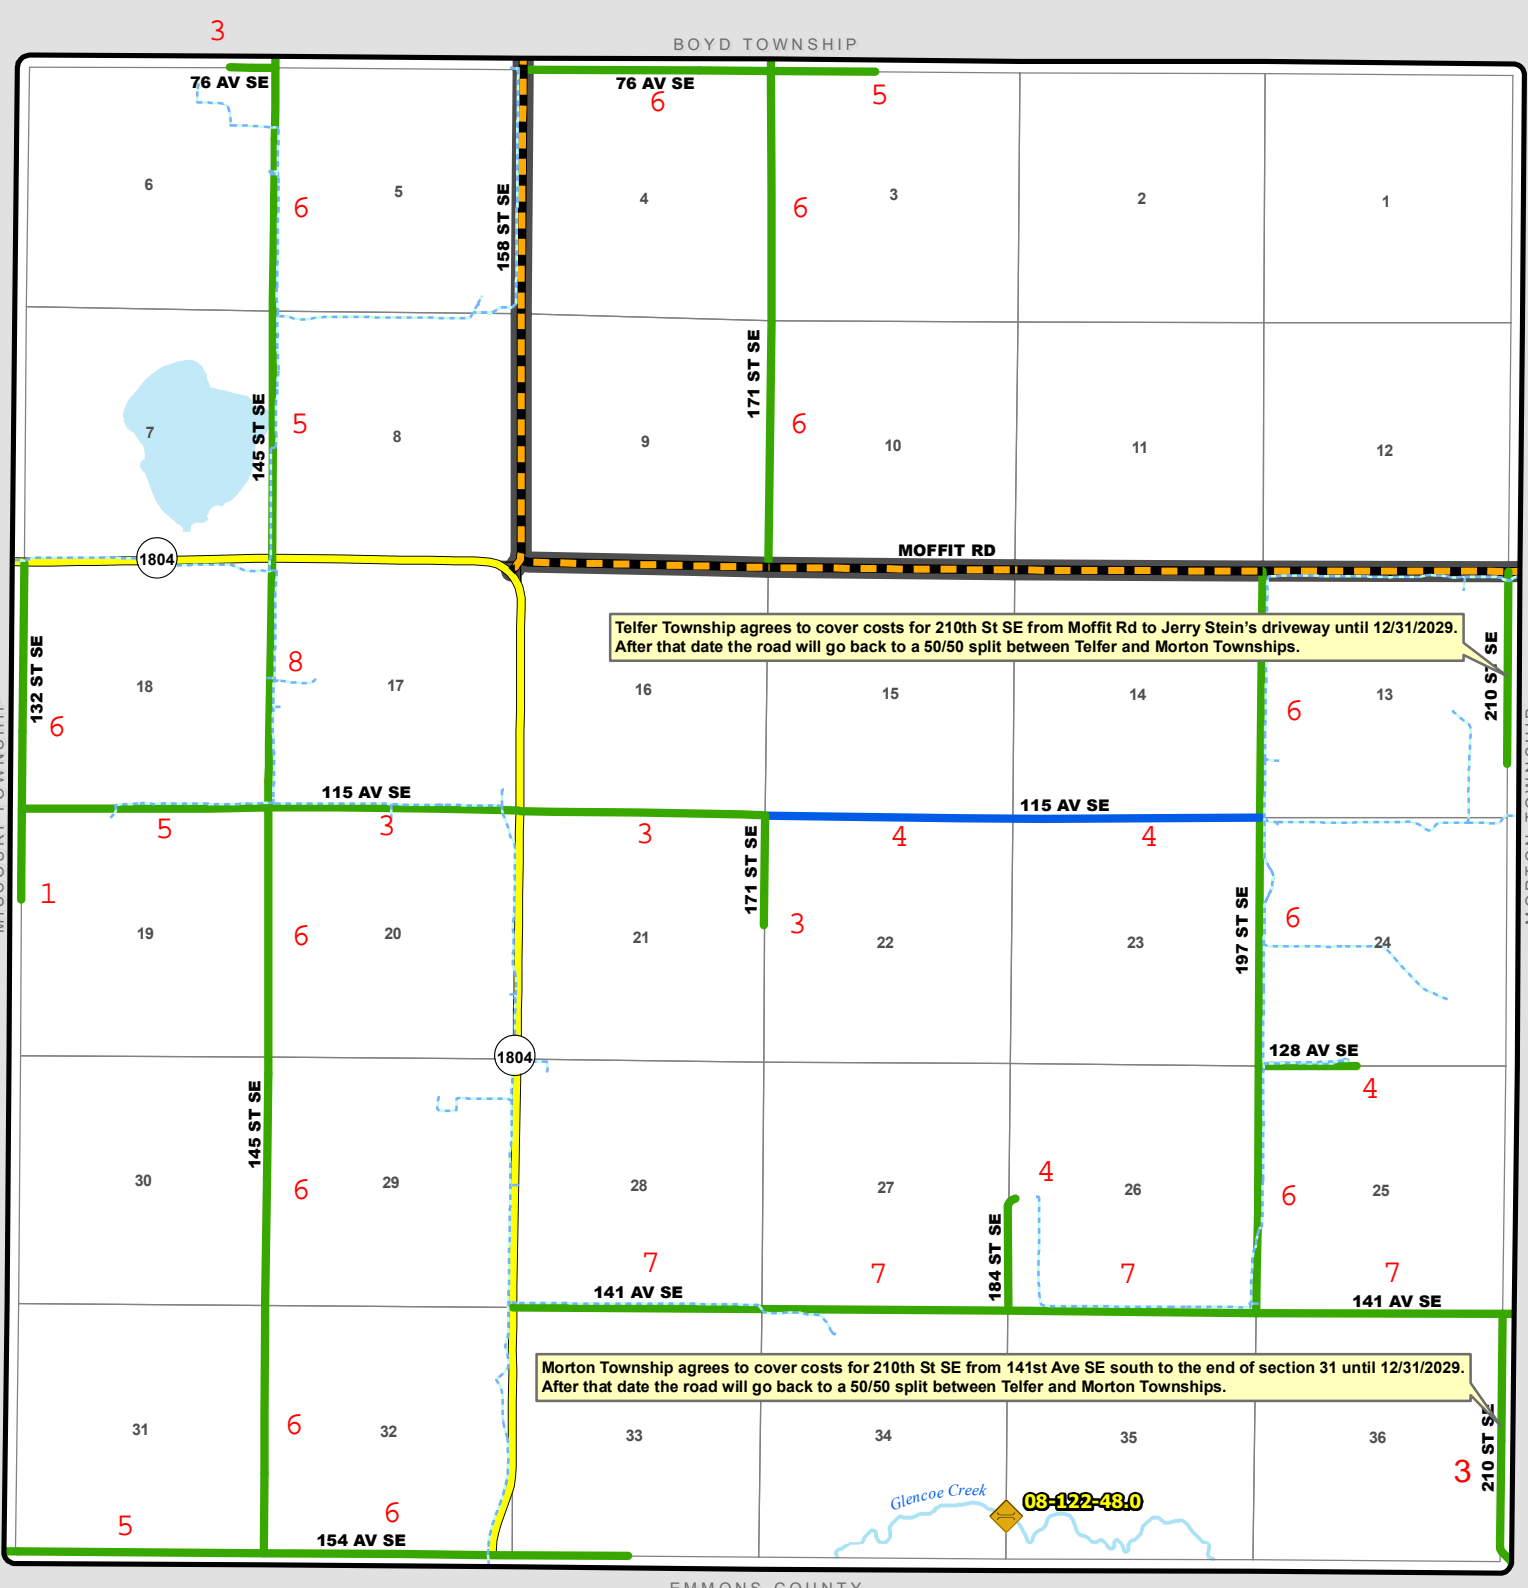 3
BOYD TOWNSHIP
76 AV SE
76 AV SE
6
5
6
5
158 ST SE
4
3
2
1
6
6
171 ST SE
7
145 ST SE
5
8
9
6
10
11
12
1804
MOFFIT RD
Telfer Township agrees to cover costs for 210th St SE from Moffit Rd to Jerry Stein's driveway until 12/31/2029.
After that date the road will go back to a 50/50 split between Telfer and Morton Townships.
132 ST SE
6
18
8
17
16
15
14
6
13
210 ST SE
115 AV SE
115 AV SE
5
3
3
4
4
171 ST SE
1
19
6
20
21
3
22
23
197 ST SE
6
24
1804
128 AV SE
4
145 ST SE
30
6
29
28
27
4
26
6
25
184 ST SE
7
7
7
7
141 AV SE
141 AV SE
Morton Township agrees to cover costs for 210th St SE from 141st Ave SE south to the end of section 31 until 12/31/2029.
After that date the road will go back to a 50/50 split between Telfer and Morton Townships.
31
6
32
33
34
35
36
210 ST SE
3
Glencoe Creek
08-122-48.0
5
6
154 AV SE
EMMONS COUNTY